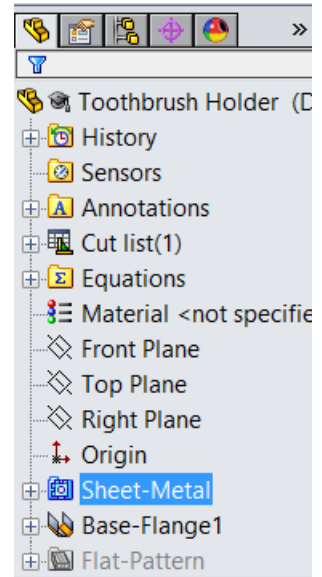 »
Toothbrush Holder (D
History
Sensors
A Annotations
Cut list(1)
Σ Equations
Material <not specifie
Front Plane
Top Plane
Right Plane
Origin
Sheet-Metal
Base-Flange1
Flat-Pattern